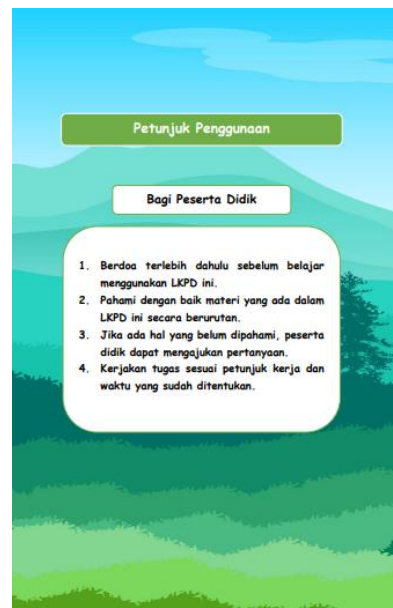 Petunjuk Penggunaan
Bagi Peserta Didik
1. Berdoa terlebih dahulu sebelum belajar
menggunakan LKPD ini.
2. Pahami dengan baik materi yang ada dalam
LKPD ini secara berurutan.
3. Jika ada hal yang belum dipahami, peserta
didik dapat mengajukan pertanyaan.
4. Kerjakan tugas sesuai petunjuk kerja dan
waktu yang sudah ditentukan.